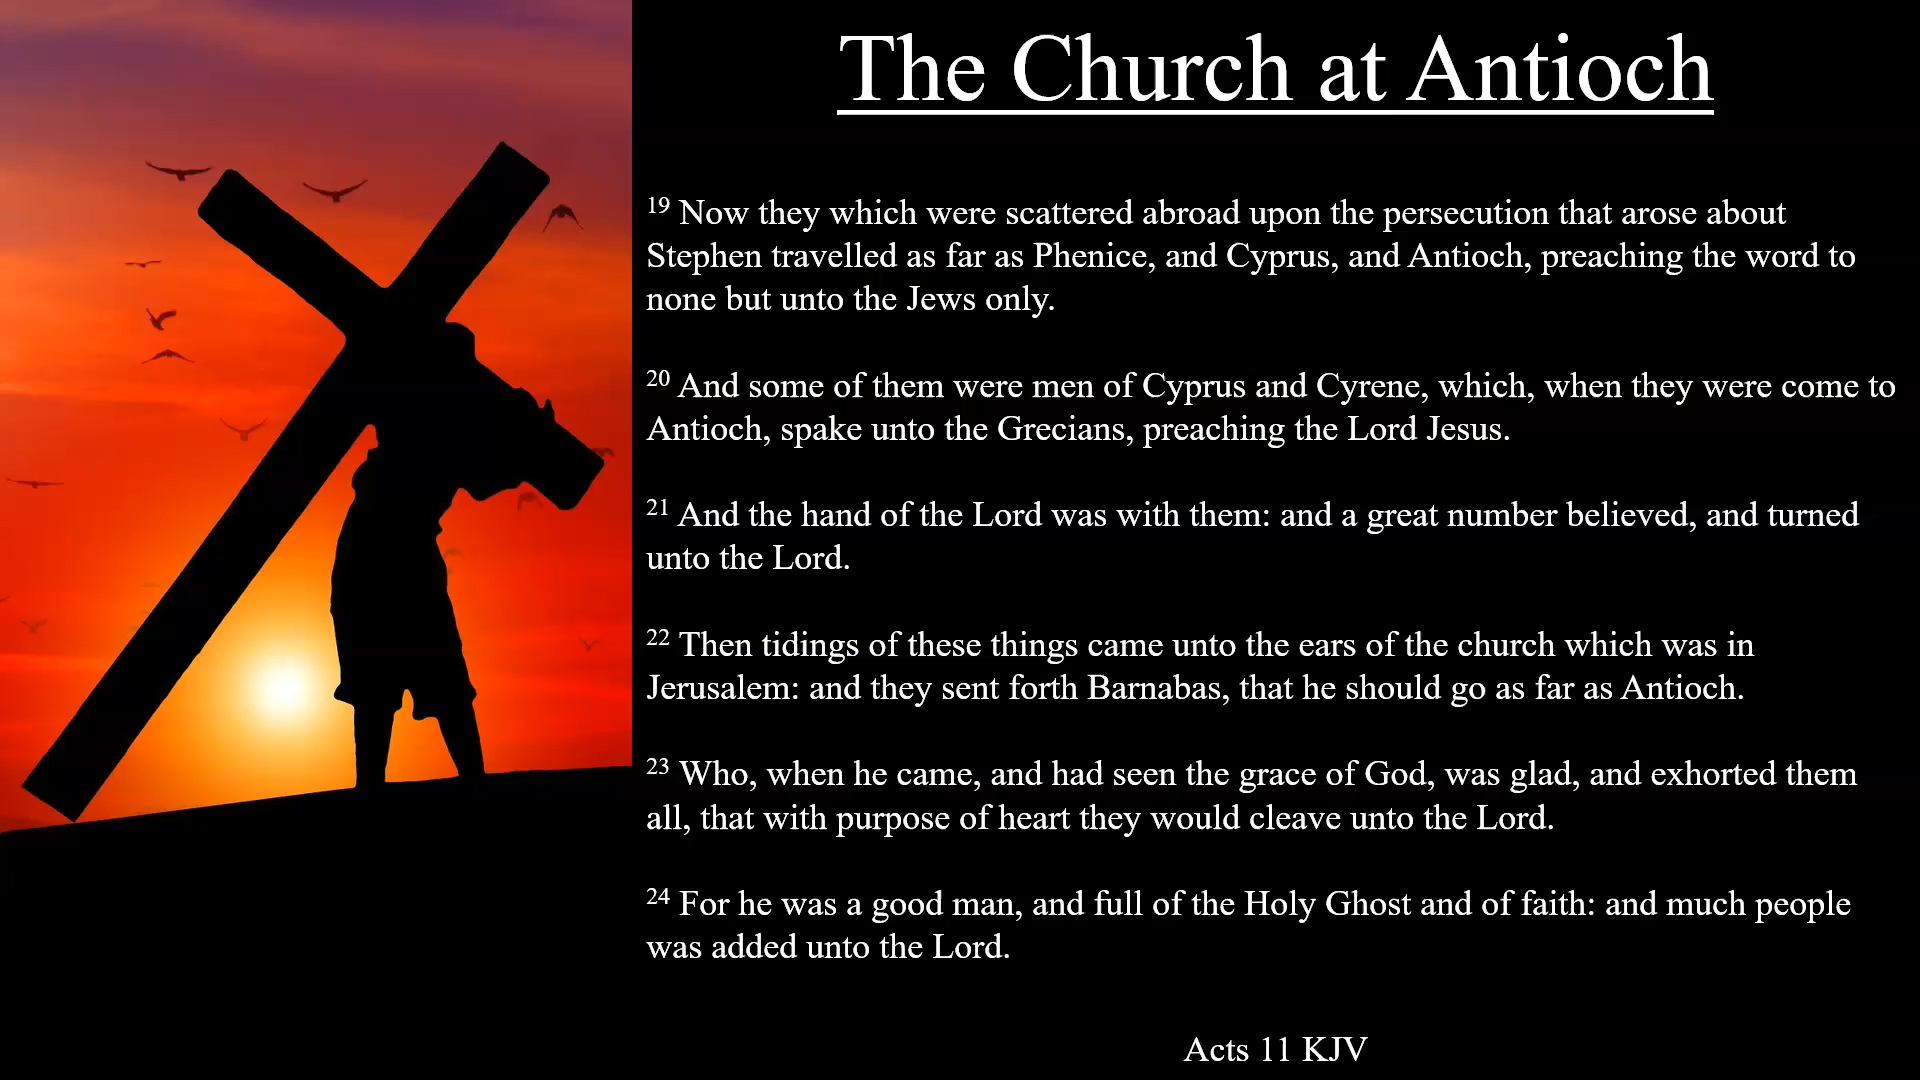 The Church at Antioch
19 Now they which were scattered abroad upon the persecution that arose about
Stephen travelled as far as Phenice, and Cyprus, and Antioch, preaching the word to
none but unto the Jews only.
20 And some of them were men of Cyprus and Cyrene, which, when they were come to
Antioch, spake unto the Grecians, preaching the Lord Jesus.
21 And the hand of the Lord was with them: and a great number believed, and turned
unto the Lord.
22 Then tidings of these things came unto the ears of the church which was in
Jerusalem: and they sent forth Barnabas, that he should go as far as Antioch.
23 Who, when he came, and had seen the grace of God, was glad, and exhorted them
all, that with purpose of heart they would cleave unto the Lord.
24 For he was a good man, and full of the Holy Ghost and of faith: and much people
was added unto the Lord.
Acts 11 KJV